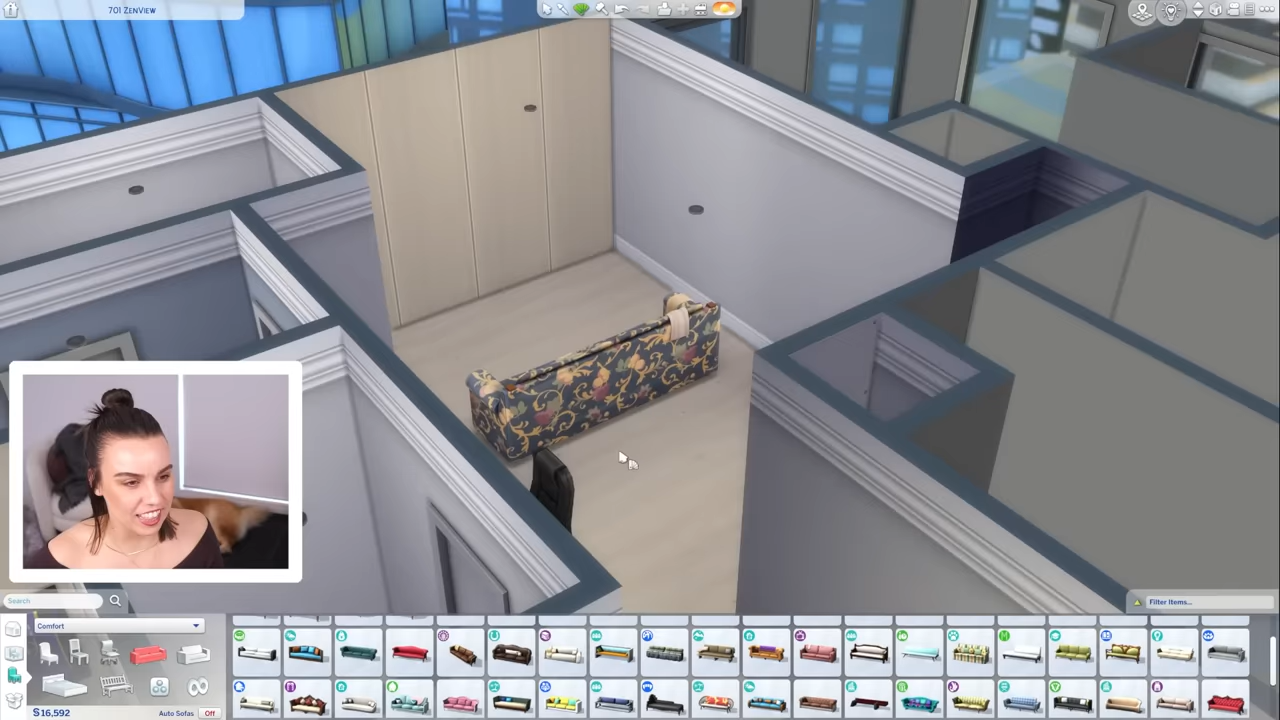 701 ZENVIEW
Search
Filter Items...
Comfort
$16,592
Auto Sofas
Off